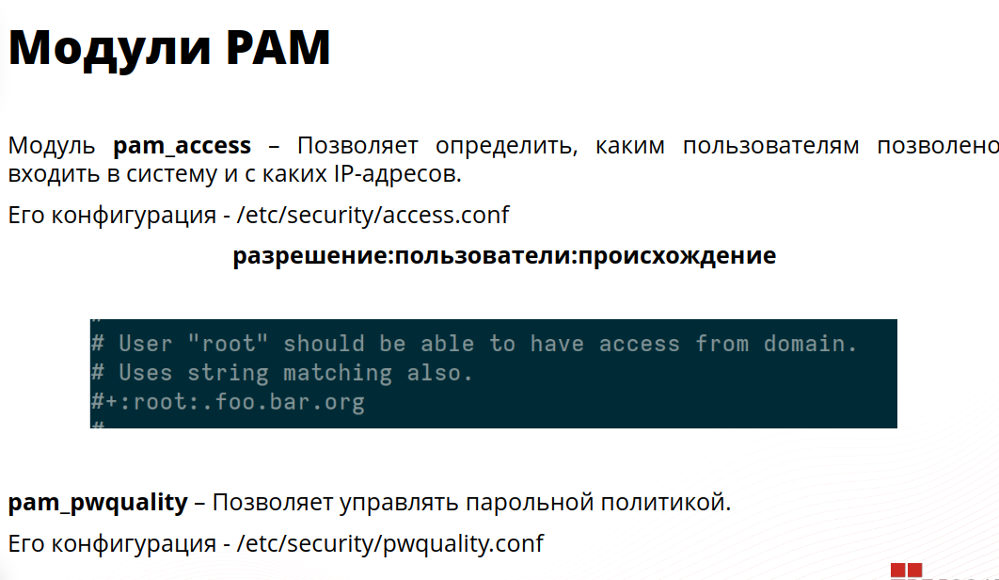 Модули PAM
Модуль pam_access – Позволяет определить, каким пользователям позволено
входить в систему и с каких IP-адресов.
Его конфигурация - /etc/security/access.conf
разрешение:пользователи:происхождение
# User "root" should be able to have access from domain.
# Uses string matching also.
#+:root:.foo.bar.org
#
pam_pwquality – Позволяет управлять парольной политикой.
Его конфигурация - /etc/security/pwquality.conf